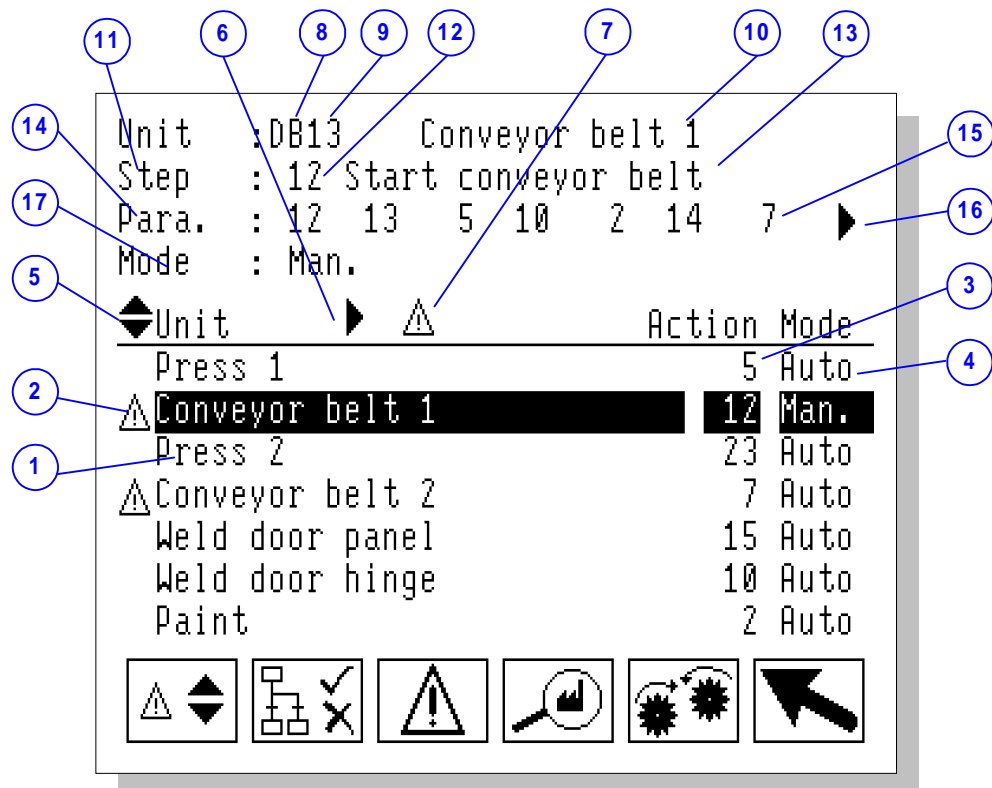 11 6 8 9 12 7 10 13
14 Unit :DB13 Conveyor belt 1 15
Step : 12 Start conveyor belt
17 Para. : 12 13 5 10 2 14 7 16
Mode : Man.
5 Unit Action Mode 3
Press 1 5 Auto 4
2 Conveyor belt 1 12 Man.
1 Press 2 23 Auto
Conveyor belt 2 7 Auto
Weld door panel 15 Auto
Weld door hinge 10 Auto
Paint 2 Auto